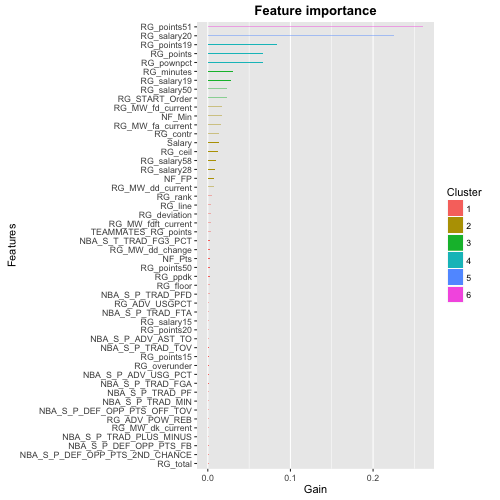 Feature importance
RG_points51
RG_salary20
RG_points19
RG_points
RG_pownpct
RG_minutes
RG_salary19
RG_salary50
RG_START_Order
RG_MW_fd_current
NF_Min
RG_MW_fa_current
RG_contr
Salary
RG_ceil
RG_salary58
RG_salary28
NF_FP
RG_MW_dd_current
RG_rank
RG_line
RG_deviation
RG_MW_fdft_current
TEAMMATES_RG_points
NBA_S_T_TRAD_FG3_PCT
RG_MW_dd_change
NF_Pts
RG_points50
RG_ppdk
RG_floor
NBA_S_P_TRAD_PFD
RG_ADV_USGPCT
NBA_S_P_TRAD_FTA
RG_salary15
RG_points20
NBA_S_P_ADV_AST_TO
NBA_S_P_TRAD_TOV
RG_points15
RG_overunder
NBA_S_P_ADV_USG_PCT
NBA_S_P_TRAD_FGA
NBA_S_P_TRAD_PF
NBA_S_P_TRAD_MIN
NBA_S_P_DEF_OPP_PTS_OFF_TOV
RG_ADV_POW_REB
RG_MW_dk_current
NBA_S_P_TRAD_PLUS_MINUS
NBA_S_P_DEF_OPP_PTS_FB
NBA_S_P_DEF_OPP_PTS_2ND_CHANCE
RG_total
Features
0.0
0.1
0.2
Gain
Cluster
1
2
3
4
5
6